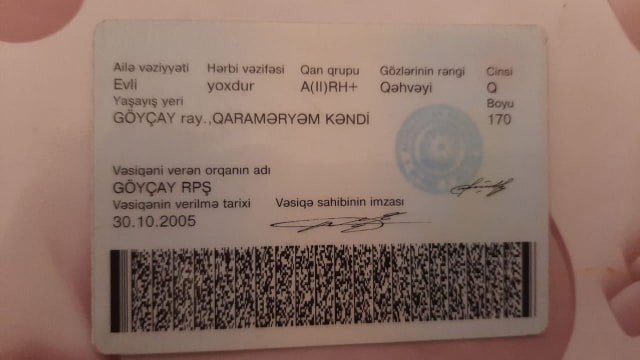 Ailə vəziyyəti Hərbi vəzifəsi Qan qrupu Gözlərinin rəngi Cinsi
Evli yoxdur A(II)RH+ Qəhvəyi Q
Yaşayış yeri Boyu
GÖYÇAY ray.,QARAMƏRYƏM KƏNDİ 170
Vəsiqəni verən orqanın adı
GÖYÇAY RPŞ
Vəsiqənin verilmə tarixi Vəsiqə sahibinin imzası
30.10.2005